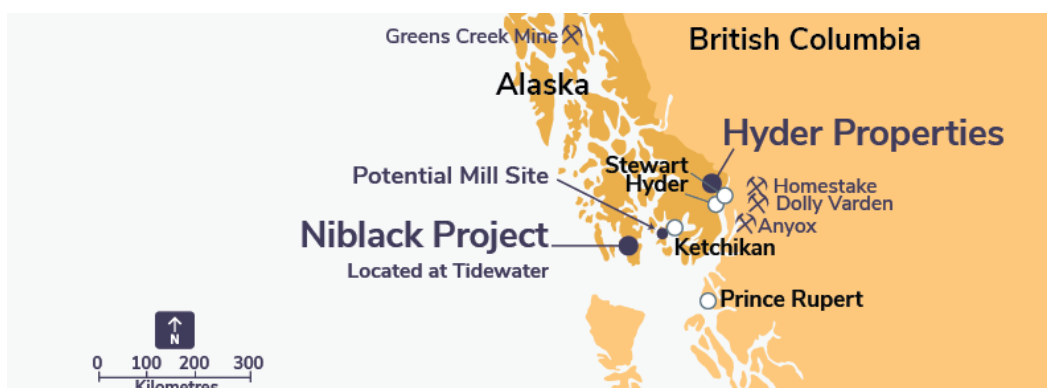 Greens Creek Mine
British Columbia
Alaska
Hyder Properties
Stewart
Hyder
Potential Mill Site
Homestake
Dolly Varden
Anyox
Niblack Project
Ketchikan
Located at Tidewater
Prince Rupert
N
0 100 200 300
Kilometres